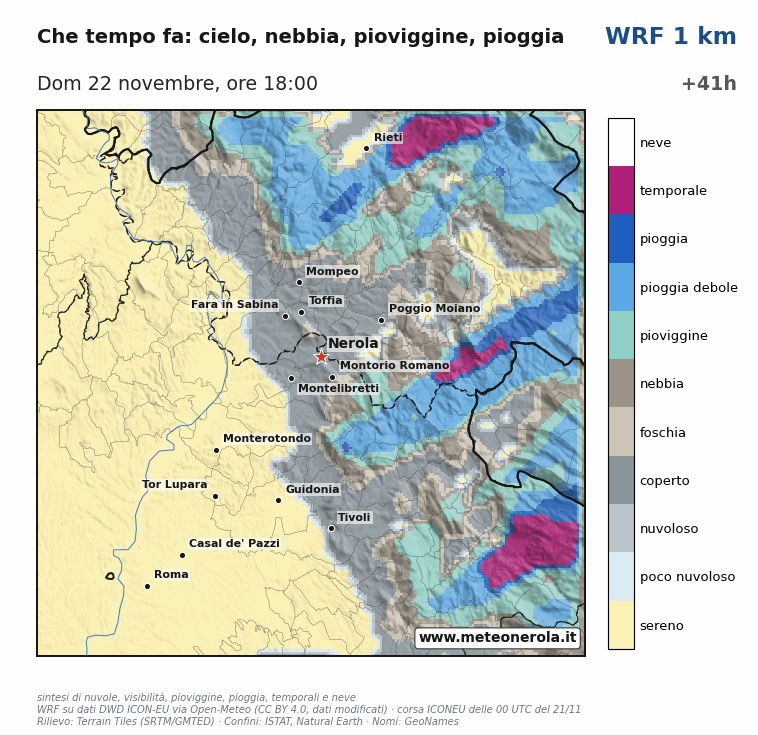 Che tempo fa: cielo, nebbia, pioviggine, pioggia
WRF 1 km
Dom 22 novembre, ore 18:00
+41h
Rieti
Mompeo
Fara in Sabina
Toffia
Poggio Moiano
Nerola
Montorio Romano
Montelibretti
Monterotondo
Tor Lupara
Guidonia
Tivoli
Casal de' Pazzi
Roma
www.meteonerola.it
neve
temporale
pioggia
pioggia debole
pioviggine
nebbia
foschia
coperto
nuvoloso
poco nuvoloso
sereno
sintesi di nuvole, visibilità, pioviggine, pioggia, temporali e neve
WRF su dati DWD ICON-EU via Open-Meteo (CC BY 4.0, dati modificati) · corsa ICONEU delle 00 UTC del 21/11
Rilievo: Terrain Tiles (SRTM/GMTED) · Confini: ISTAT, Natural Earth · Nomi: GeoNames